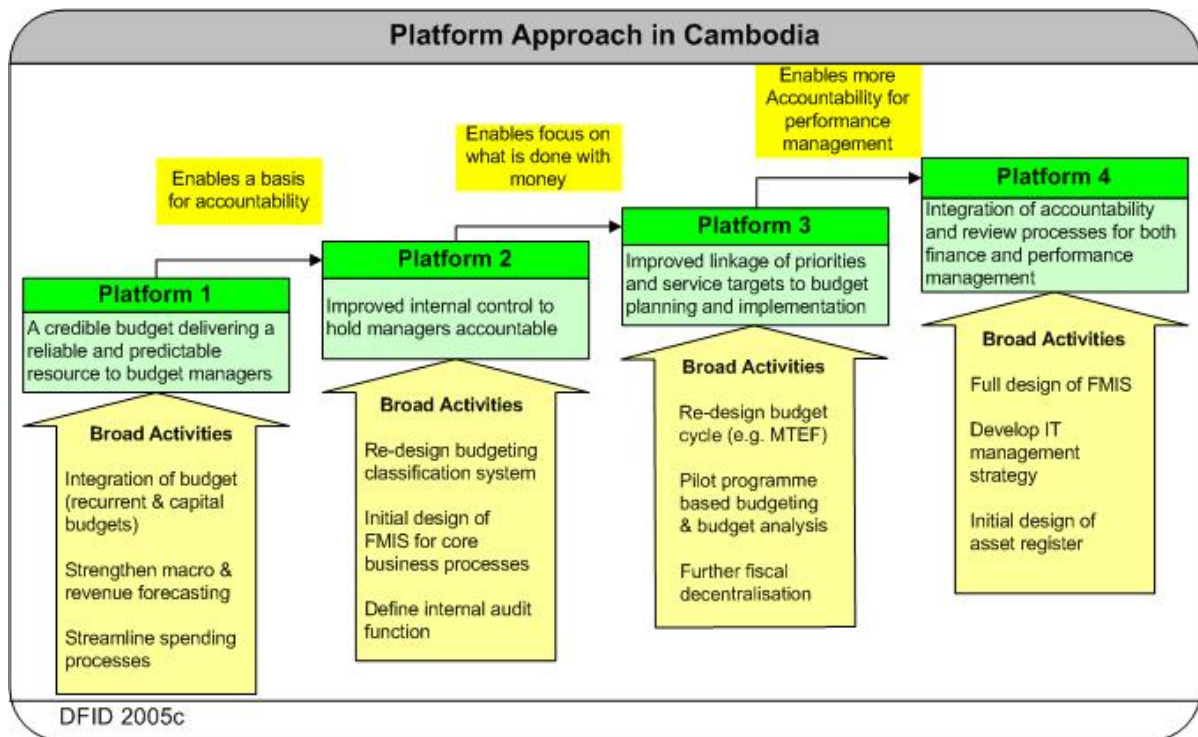 Platform Approach in Cambodia
Enables a basis
for accountability
Enables focus on
what is done with
money
Enables more
Accountability for
performance
management
Platform 1
A credible budget delivering a
reliable and predictable
resource to budget managers
Broad Activities
Integration of budget
(recurrent & capital
budgets)
Strengthen macro &
revenue forecasting
Streamline spending
processes
Platform 2
Improved internal control to
hold managers accountable
Broad Activities
Re-design budgeting
classification system
Initial design of
FMIS for core
business processes
Define internal audit
function
Platform 3
Improved linkage of priorities
and service targets to budget
planning and implementation
Broad Activities
Re-design budget
cycle (e.g. MTEF)
Pilot programme
based budgeting
& budget analysis
Further fiscal
decentralisation
Platform 4
Integration of accountability
and review processes for both
finance and performance
management
Broad Activities
Full design of FMIS
Develop IT
management
strategy
Initial design of
asset register
DFID 2005c